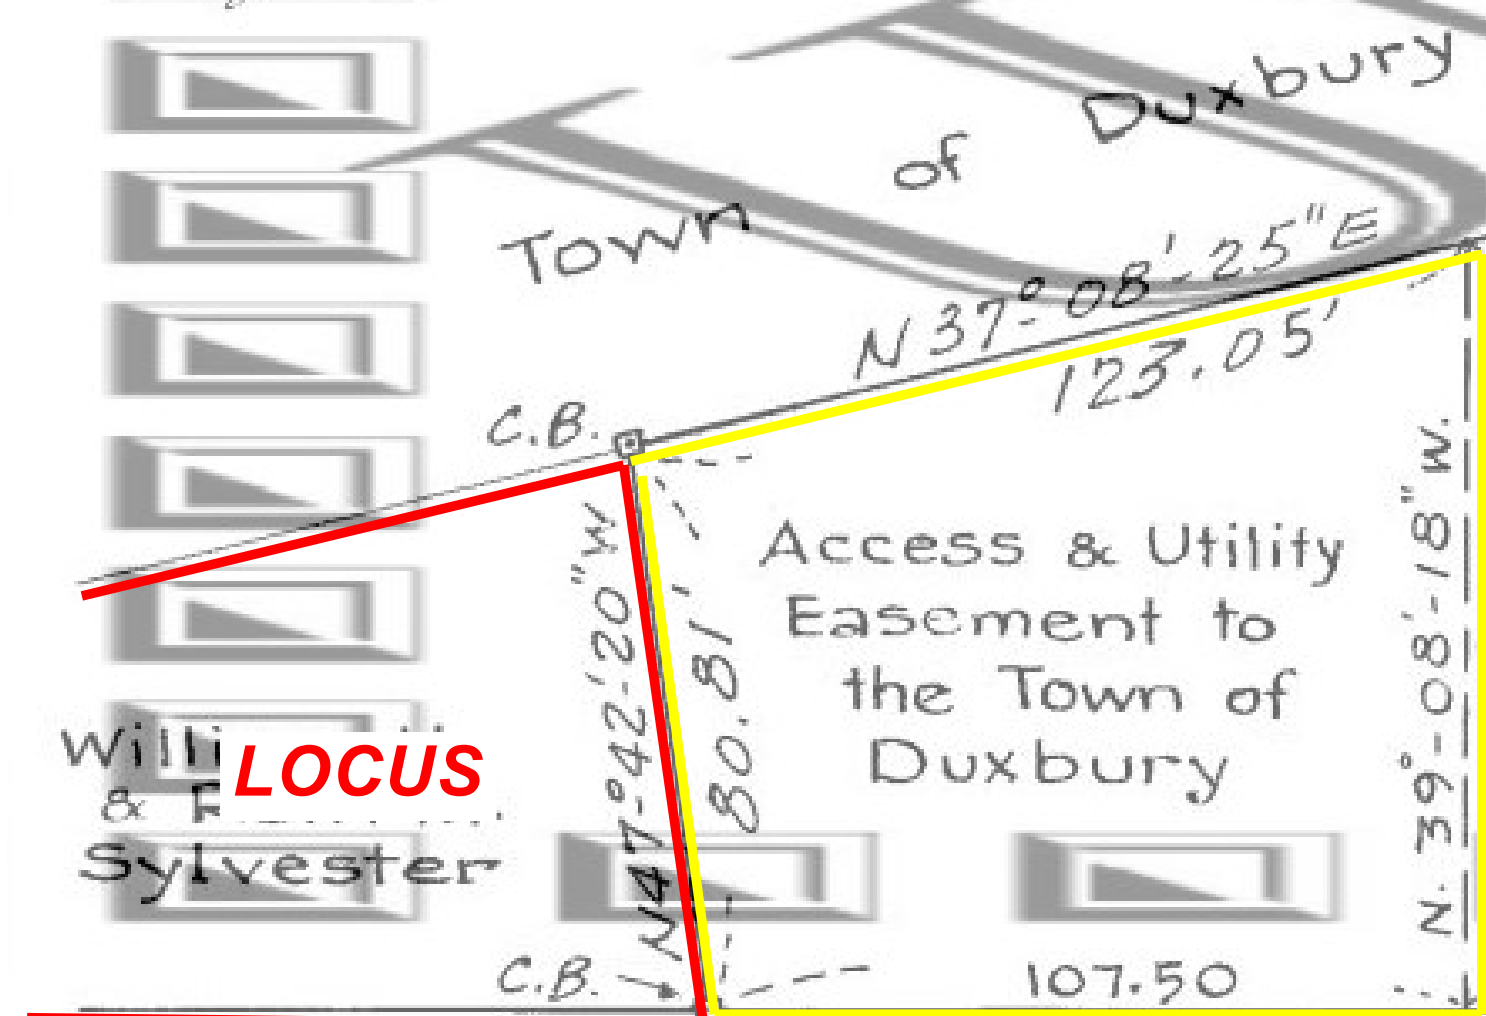 Town of Duxbury
N 37°-08'-25" E
123.05'
C.B.
N47-°42'-20"W
80.81'
Access & Utility
Easement to
the Town of
Duxbury
N. 39°-08'-18" W.
LOCUS
&
Sylvester
C.B.
107.50